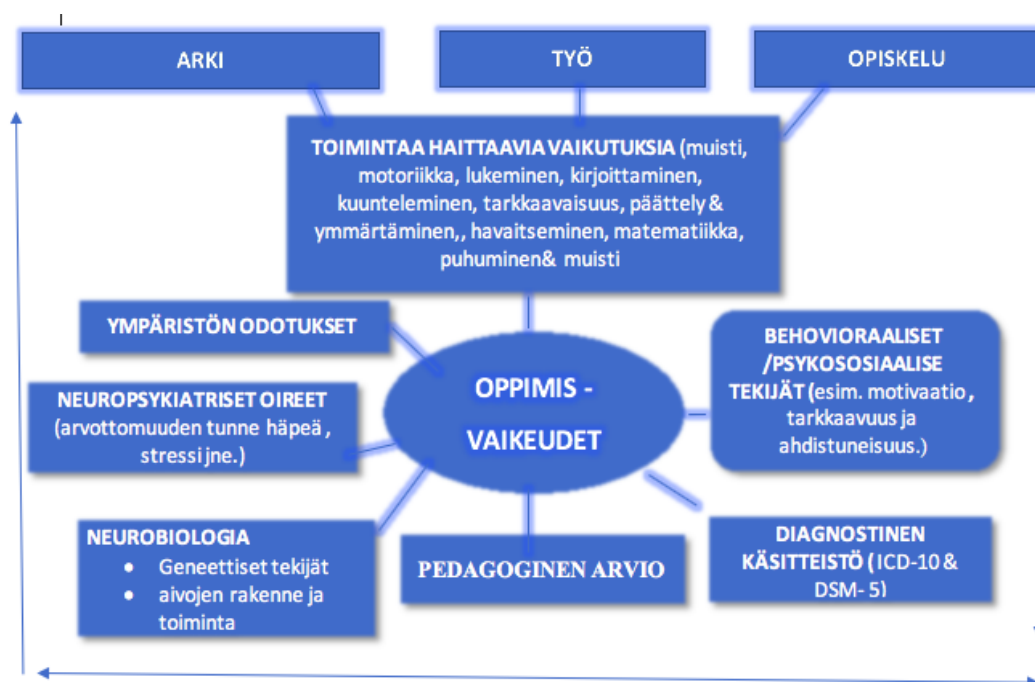 ARKI
TYÖ
OPISKELU
TOIMINTAA HAITTAAVIA VAIKUTUKSIA (muisti,
motoriikka, lukeminen, kirjoittaminen,
kuunteleminen, tarkkaavaisuus, päättely &
ymmärtäminen,, havaitseminen, matematiikka,
puhuminen& muisti
YMPÄRISTÖN ODOTUKSET
BEHOVIORAALISET
/PSYKOSOSIAALISE
TEKIJÄT (esim. motivaatio ,
tarkkaavuus ja
ahdistuneisuus.)
OPPIMIS -
VAIKEUDET
NEUROPSYKIATRISET OIREET
(arvottomuuden tunne häpeä ,
stressi jne.)
NEUROBIOLOGIA
• Geneettiset tekijät
• aivojen rakenne ja
toiminta
PEDAGOGINEN ARVIO
DIAGNOSTINEN
KÄSITTEISTÖ ( ICD-10 &
DSM- 5)